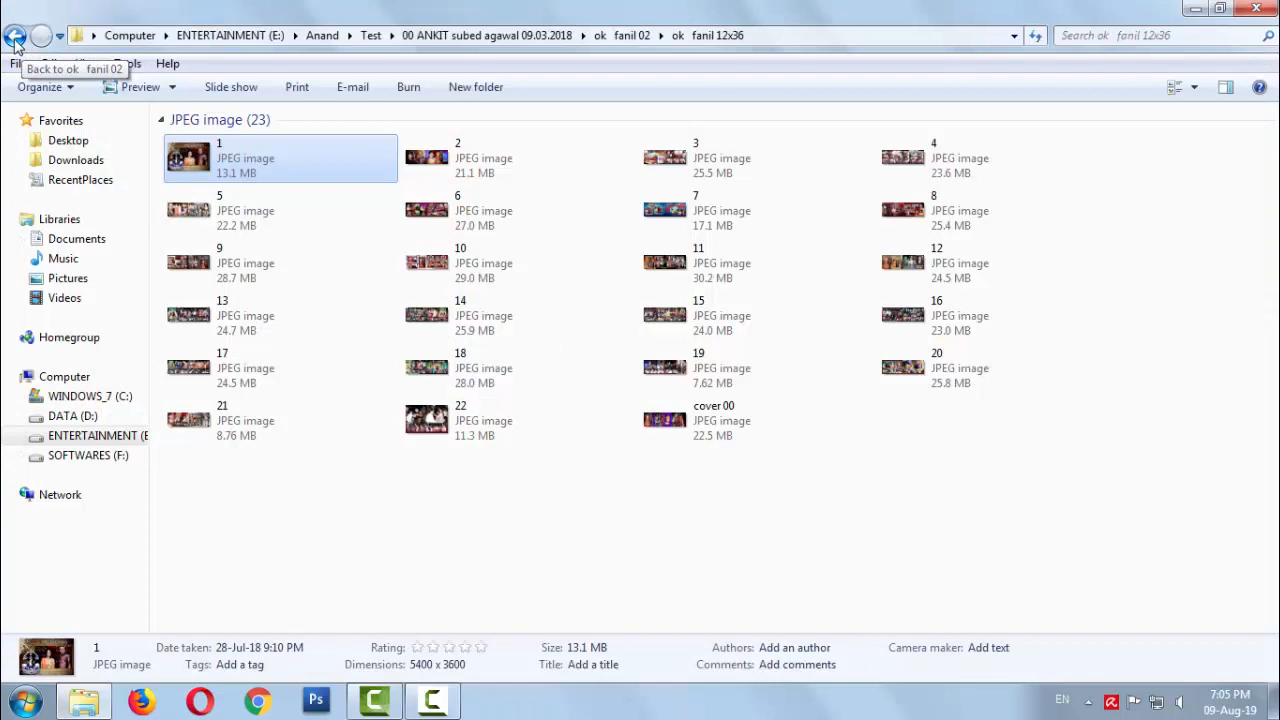 Computer ENTERTAINMENT (E:) Anand Test 00 ANKIT subed agawal 09.03.2018 ok fanil 02 ok fanil 12x36
Search ok fanil 12x36
Help
Back to ok fanil 02
Organize Preview Slide show Print E-mail Burn New folder
Favorites
Desktop
Downloads
RecentPlaces
Libraries
Documents
Music
Pictures
Videos
Homegroup
Computer
WINDOWS_7 (C:)
DATA (D:)
ENTERTAINMENT (E
SOFTWARES (F:)
Network
JPEG image (23)
1
JPEG image
13.1 MB
2
JPEG image
21.1 MB
3
JPEG image
25.5 MB
4
JPEG image
23.6 MB
5
JPEG image
22.2 MB
6
JPEG image
27.0 MB
7
JPEG image
17.1 MB
8
JPEG image
25.4 MB
9
JPEG image
28.7 MB
10
JPEG image
29.0 MB
11
JPEG image
30.2 MB
12
JPEG image
24.5 MB
13
JPEG image
24.7 MB
14
JPEG image
25.9 MB
15
JPEG image
24.0 MB
16
JPEG image
23.0 MB
17
JPEG image
24.5 MB
18
JPEG image
28.0 MB
19
JPEG image
7.62 MB
20
JPEG image
25.8 MB
21
JPEG image
8.76 MB
22
JPEG image
11.3 MB
cover 00
JPEG image
22.5 MB
1 Date taken: 28-Jul-18 9:10 PM Rating: Size: 13.1 MB Authors: Add an author Camera maker: Add text
JPEG image Tags: Add a tag Dimensions: 5400 x 3600 Title: Add a title Comments: Add comments
Ps
EN
7:05 PM
09-Aug-19